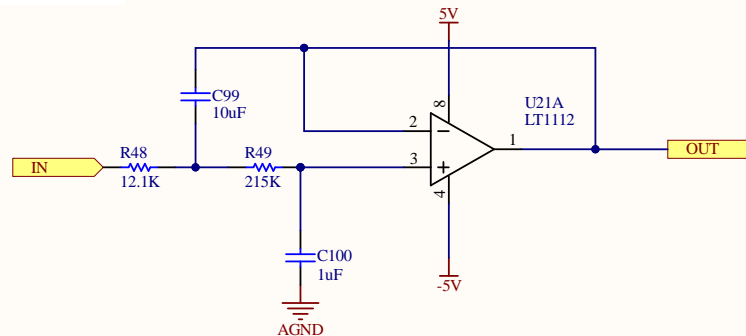 5V
C99
10uF
8
U21A
LT1112
2
1
R48
R49
3
IN
OUT
12.1K
215K
4
C100
1uF
-5V
AGND